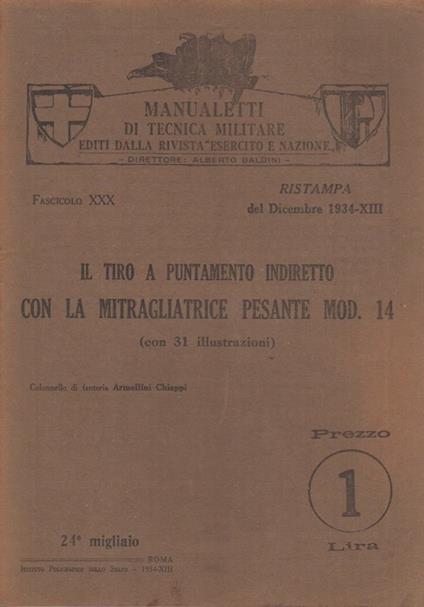 MANUALETTI
DI TECNICA MILITARE
EDITI DALLA RIVISTA "ESERCITO E NAZIONE"
- DIRETTORE: ALBERTO BALDINI -
FASCICOLO XXX
RISTAMPA
del Dicembre 1934-XIII
IL TIRO A PUNTAMENTO INDIRETTO
CON LA MITRAGLIATRICE PESANTE MOD. 14
(con 31 illustrazioni)
Colonnello di fanteria Armellini Chiappi
Prezzo
1
Lira
24º migliaio
ROMA
ISTITUTO POLIGRAFICO DELLO STATO - 1934-XIII